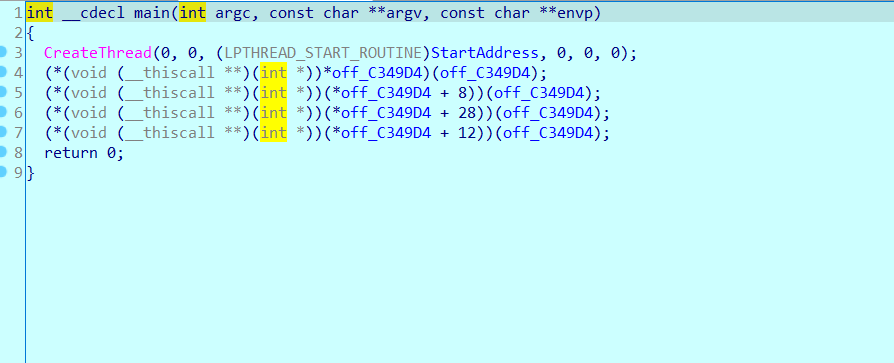 1 int __cdecl main(int argc, const char **argv, const char **envp)
2 {
3   CreateThread(0, 0, (LPTHREAD_START_ROUTINE)StartAddress, 0, 0, 0);
4   (*(void (__thiscall **)(int *))*off_C349D4)(off_C349D4);
5   (*(void (__thiscall **)(int *))(*off_C349D4 + 8))(off_C349D4);
6   (*(void (__thiscall **)(int *))(*off_C349D4 + 28))(off_C349D4);
7   (*(void (__thiscall **)(int *))(*off_C349D4 + 12))(off_C349D4);
8   return 0;
9 }